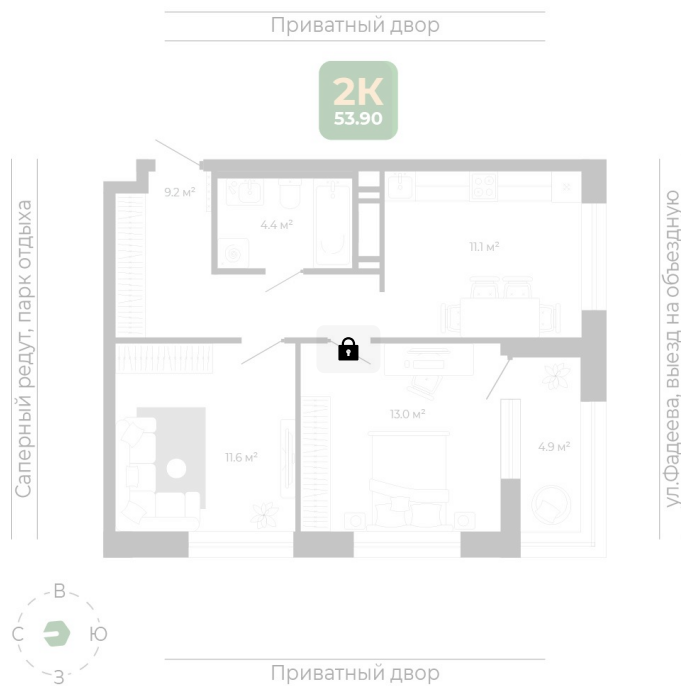 Приватный двор
2К
53.90
Саперный редут, парк отдыха
ул.Фадеева, выезд на объездную
9.2 м²
4.4 м²
11.1 м²
13.0 м²
11.6 м²
4.9 м²
В
С
Ю
З
Приватный двор